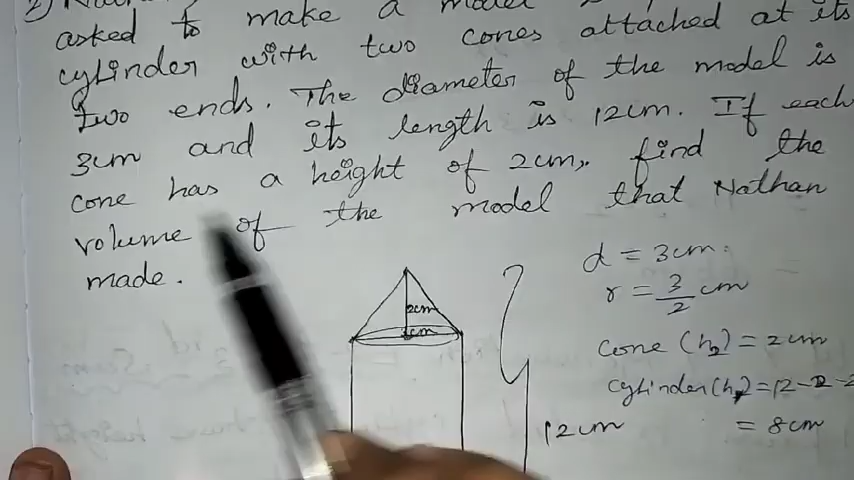 2) asked to make a model
cylinder with two cones attached at its
two ends. The diameter of the model is
3cm and its length is 12cm. If each
cone has a height of 2cm, find the
volume of the model that Nathan
made.
2cm
12cm
d = 3cm.
r = 3/2 cm
Cone (h2) = 2cm
cylinder (h1) = 12-2-2
= 8cm